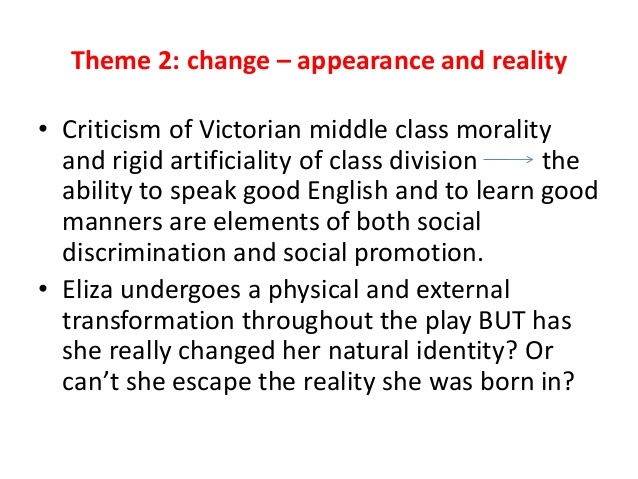 Theme 2: change – appearance and reality
• Criticism of Victorian middle class morality
and rigid artificiality of class division → the
ability to speak good English and to learn good
manners are elements of both social
discrimination and social promotion.
• Eliza undergoes a physical and external
transformation throughout the play BUT has
she really changed her natural identity? Or
can’t she escape the reality she was born in?